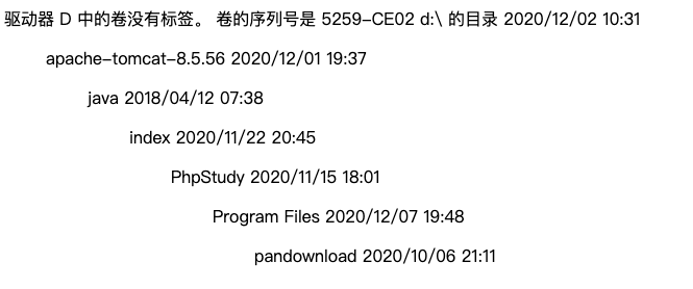 驱动器 D 中的卷没有标签。 卷的序列号是 5259-CE02 d:\ 的目录 2020/12/02 10:31
apache-tomcat-8.5.56 2020/12/01 19:37
java 2018/04/12 07:38
index 2020/11/22 20:45
PhpStudy 2020/11/15 18:01
Program Files 2020/12/07 19:48
pandownload 2020/10/06 21:11